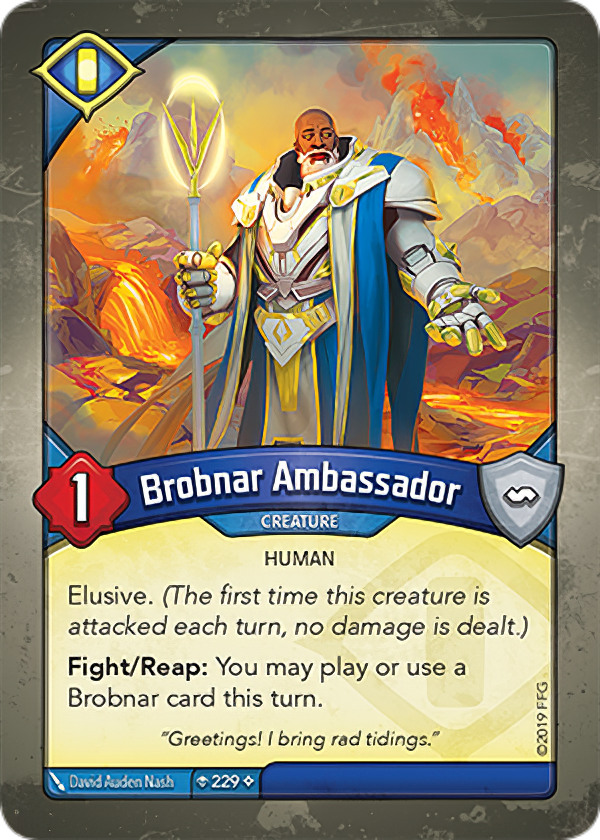 1
Brobnar Ambassador
CREATURE
HUMAN
Elusive. (The first time this creature is
attacked each turn, no damage is dealt.)
Fight/Reap: You may play or use a
Brobnar card this turn.
"Greetings! I bring rad tidings."
©2019 FFG
David Auden Nash
229